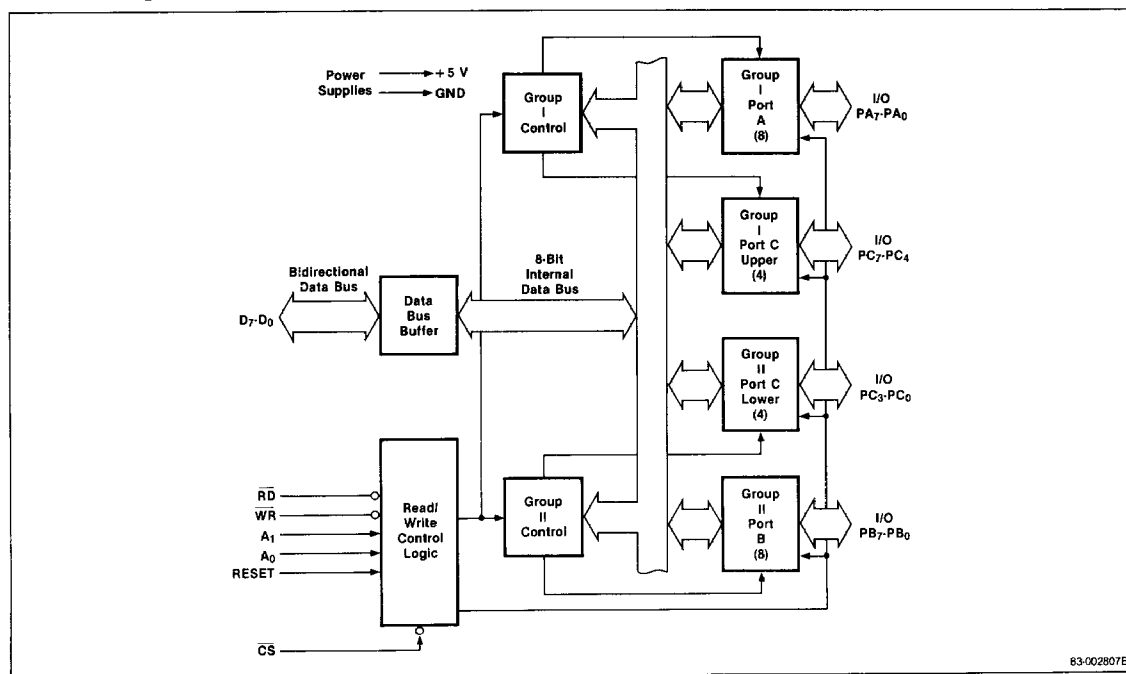 Power
Supplies
+5 V
GND
Group
I
Control
Group
I
Port
A
(8)
I/O
PA7-PA0
Group
I
Port C
Upper
(4)
I/O
PC7-PC4
Bidirectional
Data Bus
D7-D0
Data
Bus
Buffer
8-Bit
Internal
Data Bus
Group
II
Port C
Lower
(4)
I/O
PC3-PC0
RD
WR
A1
A0
RESET
CS
Read/
Write
Control
Logic
Group
II
Control
Group
II
Port
B
(8)
I/O
PB7-PB0